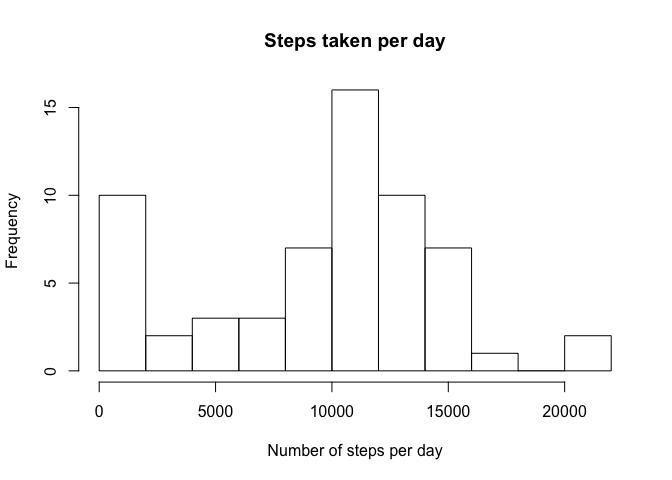 Steps taken per day
Frequency
15
10
5
0
0 5000 10000 15000 20000
Number of steps per day